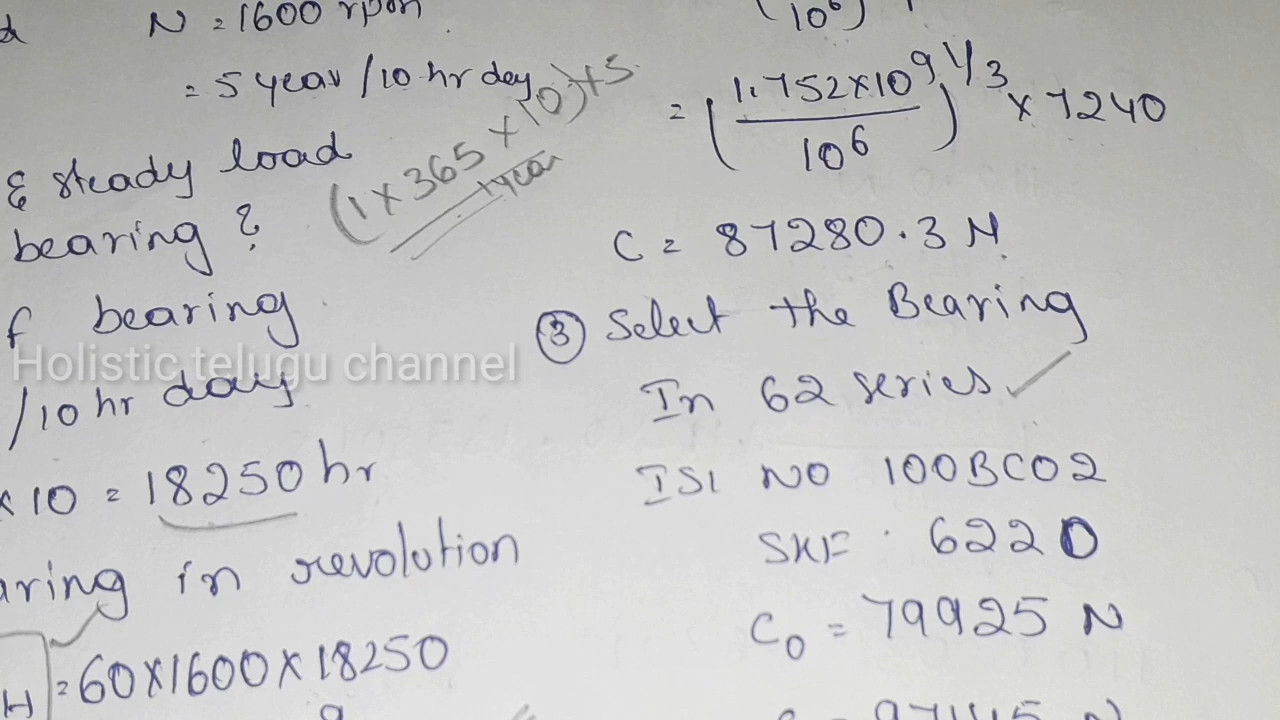 N = 1600 rpm
= 5 year /10 hr day
(1 × 365 × 10) × 5
1 year
& steady load
bearing ?
f bearing
/10 hr day
× 10 = 18250 hr
aring in revolution
H = 60×1600×18250
9
(10⁶)
= (1.752×10⁹ / 10⁶)^1/3 × 7240
C = 87280.3 N
③ Select the Bearing
In 62 series ✓
ISI NO 100BC02
SKF : 6220
C₀ = 79925 N
Holistic telugu channel